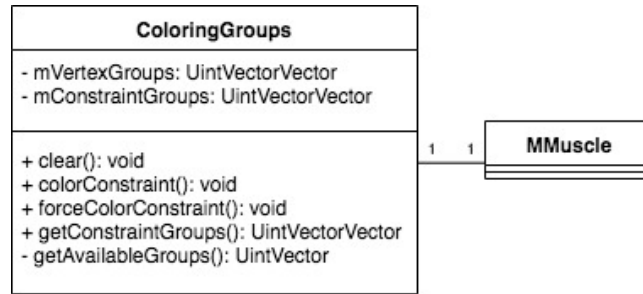 ColoringGroups
- mVertexGroups: UintVectorVector
- mConstraintGroups: UintVectorVector
+ clear(): void
+ colorConstraint(): void
+ forceColorConstraint(): void
+ getConstraintGroups(): UintVectorVector
- getAvailableGroups(): UintVector
1 1
MMuscle